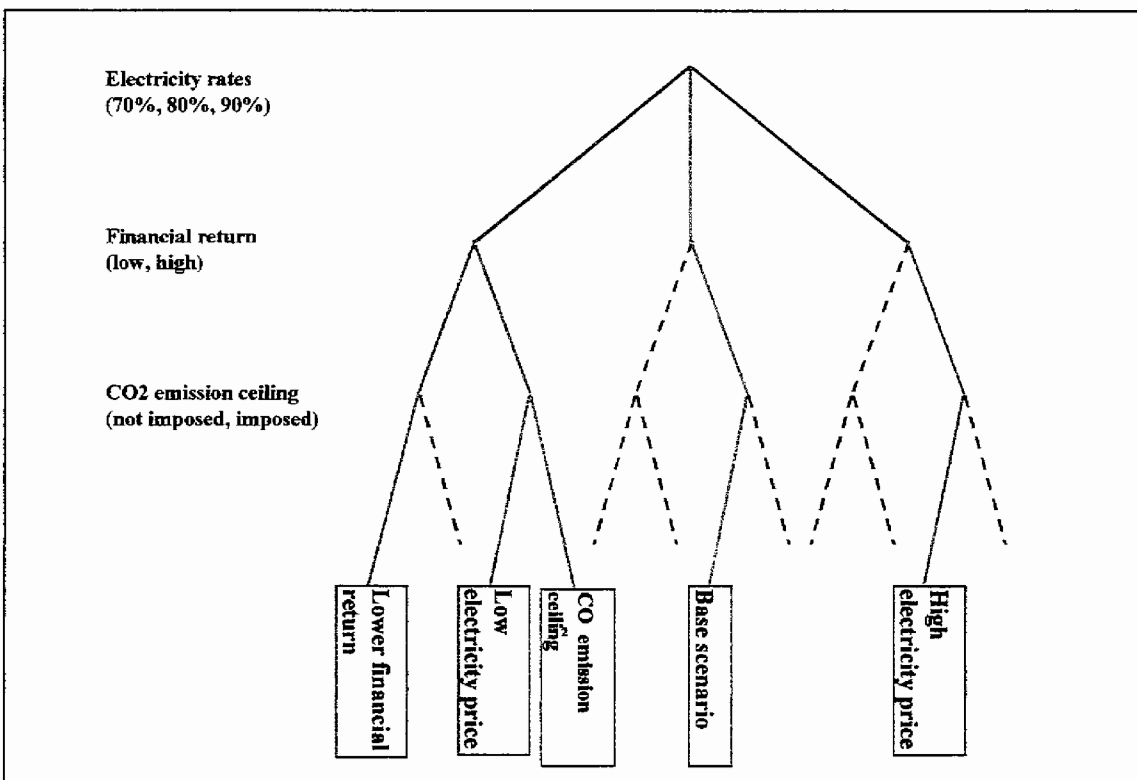 Electricity rates
(70%, 80%, 90%)
Financial return
(low, high)
CO2 emission ceiling
(not imposed, imposed)
Lower financial
return
Low
electricity price
CO2 emission
ceiling
Base scenario
High
electricity price